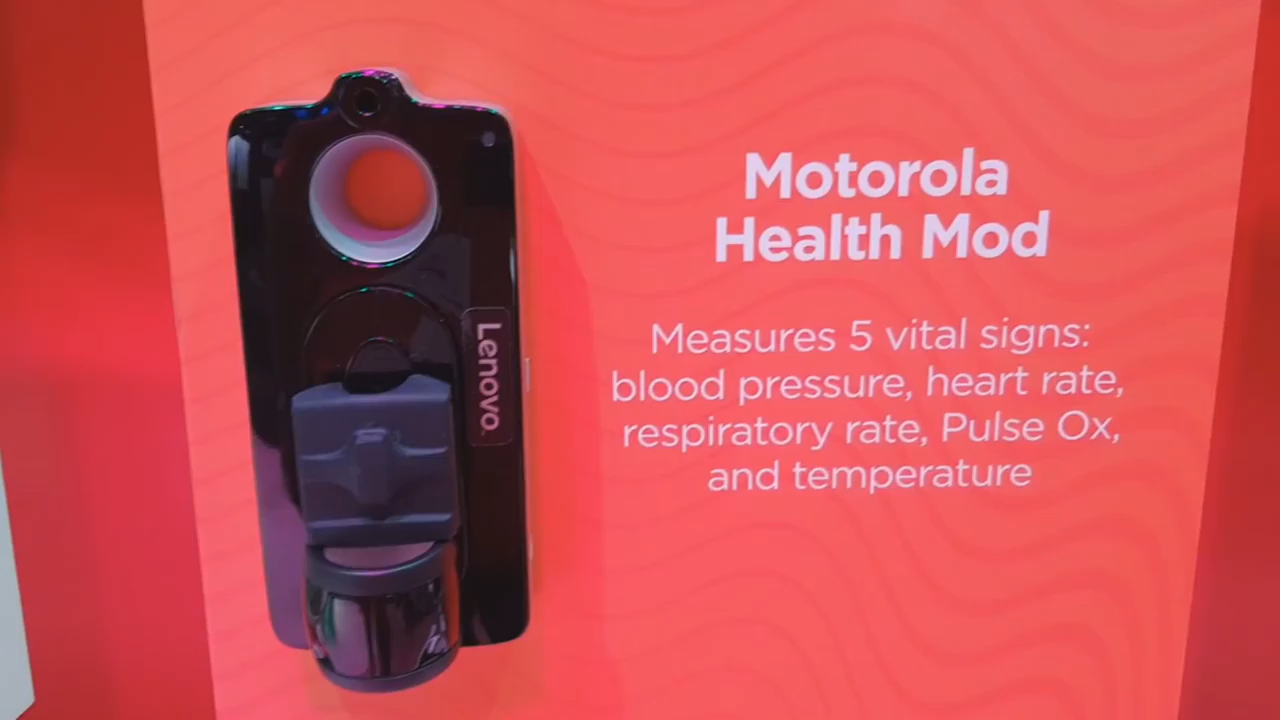 Lenovo
Motorola
Health Mod
Measures 5 vital signs:
blood pressure, heart rate,
respiratory rate, Pulse Ox,
and temperature